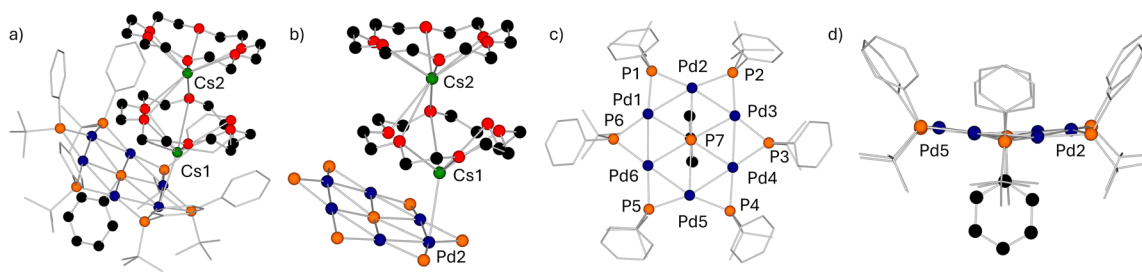 a)
Cs2
Cs1
b)
Cs2
Cs1
Pd2
c)
P1
Pd2
P2
Pd1
Pd3
P6
P7
P3
Pd6
Pd4
P5
Pd5
P4
d)
Pd5
Pd2